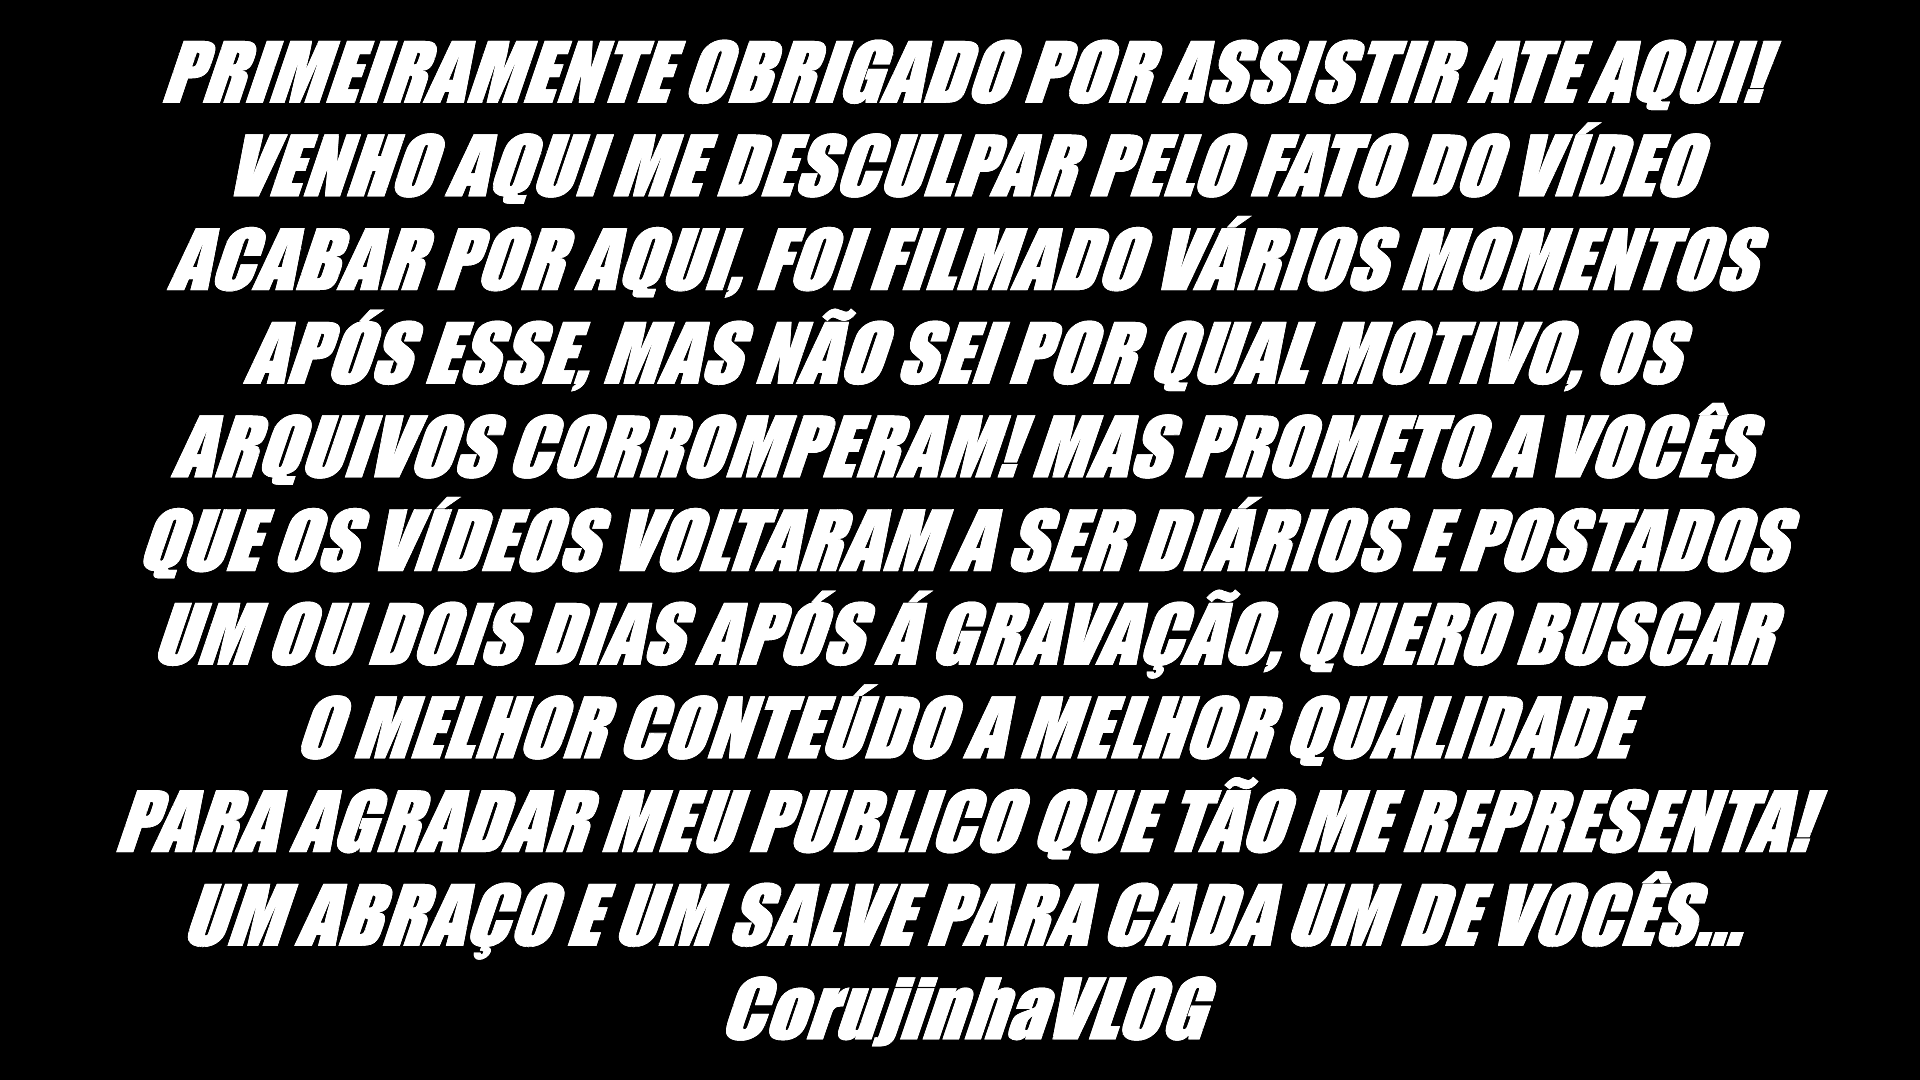 PRIMEIRAMENTE OBRIGADO POR ASSISTIR ATE AQUI!
VENHO AQUI ME DESCULPAR PELO FATO DO VÍDEO
ACABAR POR AQUI, FOI FILMADO VÁRIOS MOMENTOS
APÓS ESSE, MAS NÃO SEI POR QUAL MOTIVO, OS
ARQUIVOS CORROMPERAM! MAS PROMETO A VOCÊS
QUE OS VÍDEOS VOLTARAM A SER DIÁRIOS E POSTADOS
UM OU DOIS DIAS APÓS Á GRAVAÇÃO, QUERO BUSCAR
O MELHOR CONTEÚDO A MELHOR QUALIDADE
PARA AGRADAR MEU PUBLICO QUE TÃO ME REPRESENTA!
UM ABRAÇO E UM SALVE PARA CADA UM DE VOCÊS...
CorujinhaVLOG